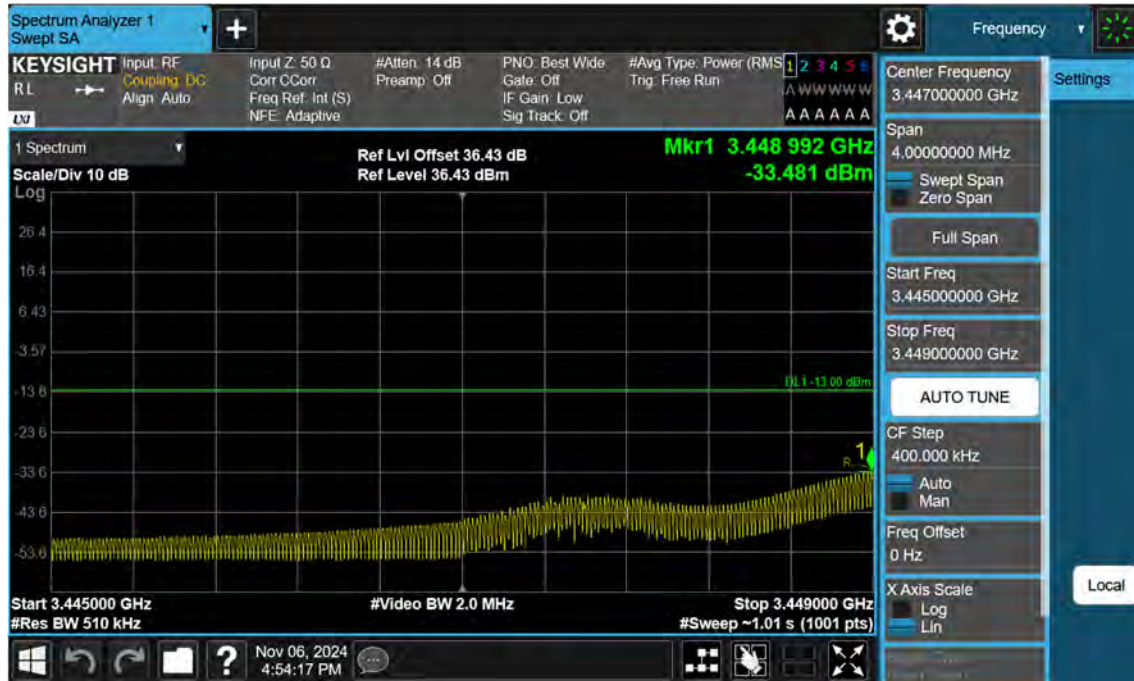 Spectrum Analyzer 1
Swept SA
+
Frequency
KEYSIGHT
RL
LXI
Input: RF
Coupling: DC
Align: Auto
Input Z: 50 Ω
Corr CCorr
Freq Ref: Int (S)
NFE: Adaptive
#Atten: 14 dB
Preamp: Off
PNO: Best Wide
Gate: Off
IF Gain: Low
Sig Track: Off
#Avg Type: Power (RMS
Trig: Free Run
1 2 3 4 5 6
A W W W W W
A A A A A A
1 Spectrum
Scale/Div 10 dB
Log
Ref Lvl Offset 36.43 dB
Ref Level 36.43 dBm
Mkr1 3.448 992 GHz
-33.481 dBm
26.4
16.4
6.43
-3.57
-13.6
-23.6
-33.6
-43.6
-53.6
DL1 -13.00 dBm
1
Start 3.445000 GHz
#Res BW 510 kHz
#Video BW 2.0 MHz
Stop 3.449000 GHz
#Sweep ~1.01 s (1001 pts)
Center Frequency
3.447000000 GHz
Span
4.00000000 MHz
Swept Span
Zero Span
Full Span
Start Freq
3.445000000 GHz
Stop Freq
3.449000000 GHz
AUTO TUNE
CF Step
400.000 kHz
Auto
Man
Freq Offset
0 Hz
X Axis Scale
Log
Lin
Settings
Local
?
Nov 06, 2024
4:54:17 PM